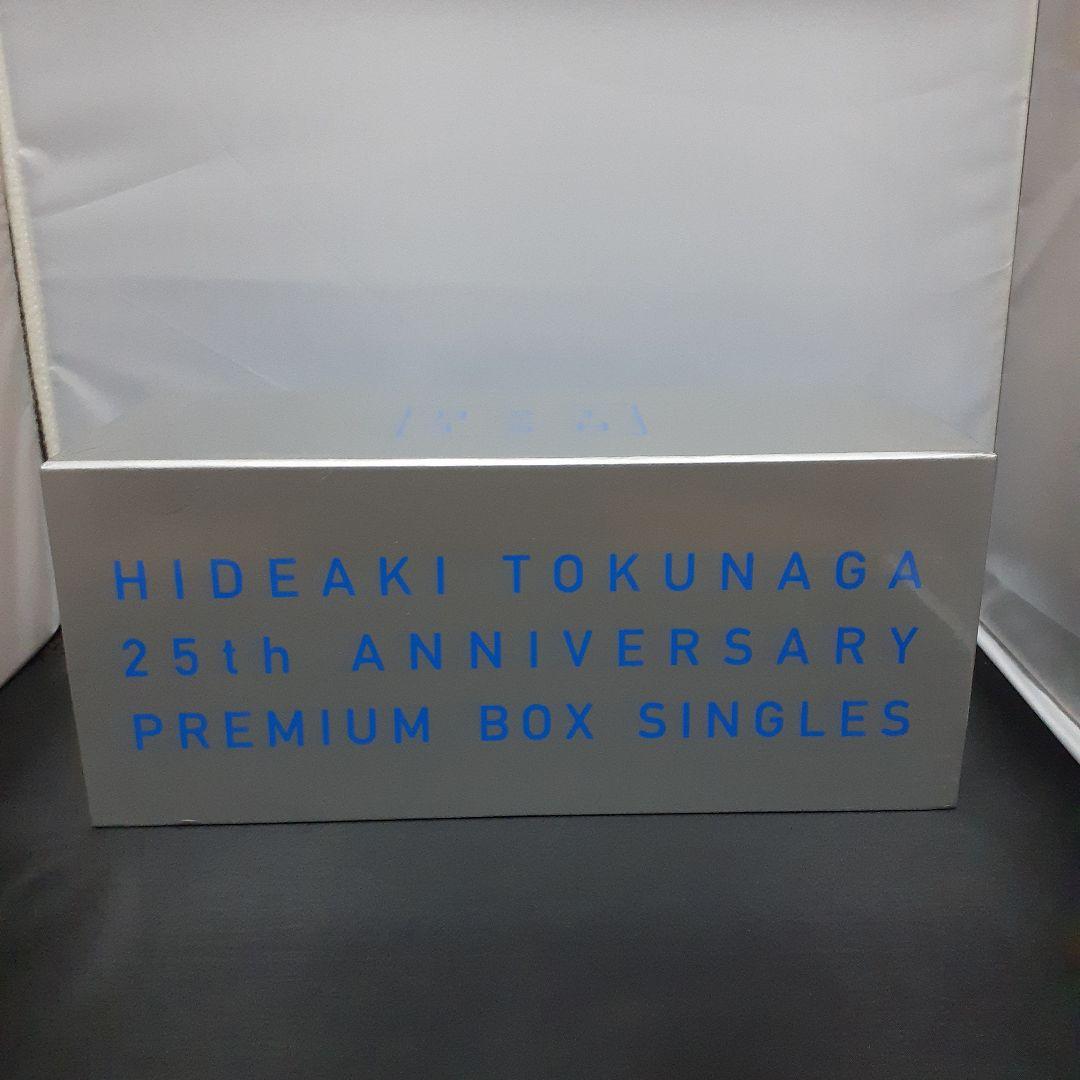 HIDEAKI TOKUNAGA
25th ANNIVERSARY
PREMIUM BOX SINGLES